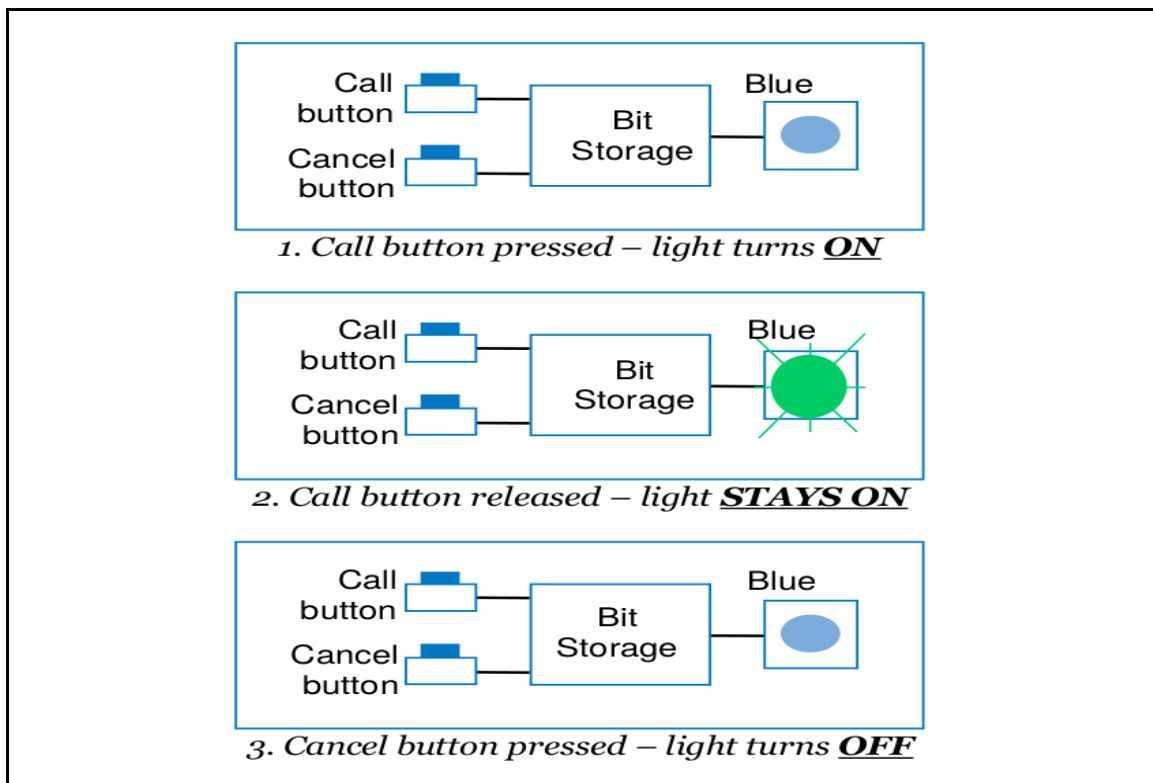 Call
button
Cancel
button
Bit
Storage
Blue
1. Call button pressed – light turns ON
Call
button
Cancel
button
Bit
Storage
Blue
2. Call button released – light STAYS ON
Call
button
Cancel
button
Bit
Storage
Blue
3. Cancel button pressed – light turns OFF